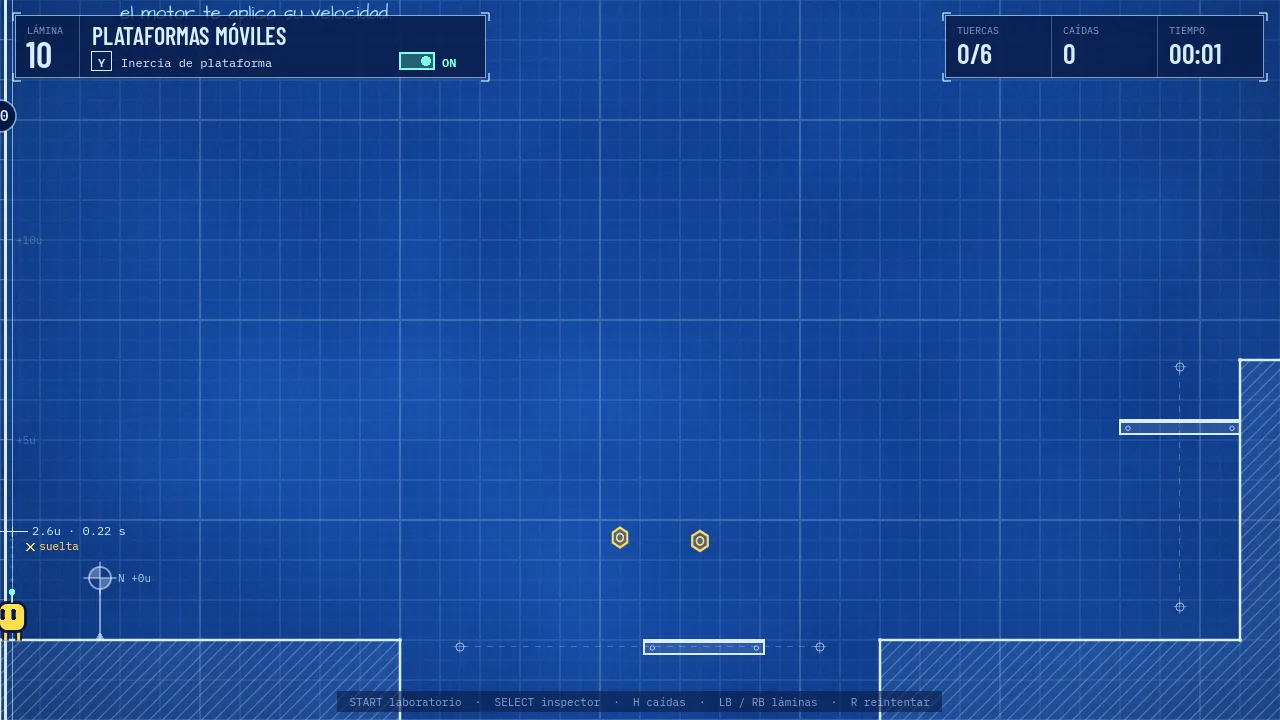 el motor te aplica su velocidad.
LÁMINA
10
PLATAFORMAS MÓVILES
Y Inercia de plataforma
ON
TUERCAS
0/6
CAÍDAS
0
TIEMPO
00:01
0
+10u
+5u
2.6u · 0.22 s
suelta
N +0u
START laboratorio · SELECT inspector · H caídas · LB / RB láminas · R reintentar